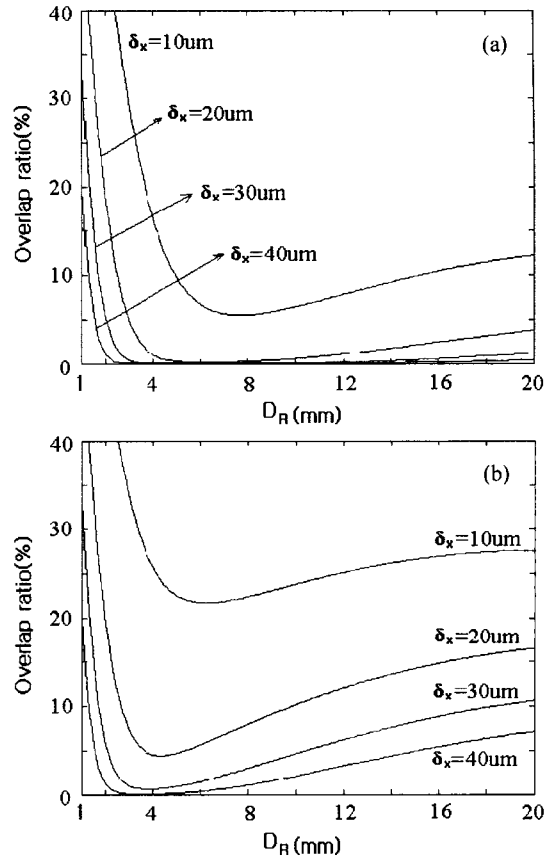 40
δx=10um
(a)
30
δx=20um
Overlap ratio(%)
20
δx=30um
δx=40um
10
0
1 4 8 12 16 20
DR(mm)
40
(b)
30
δx=10um
Overlap ratio(%)
20
δx=20um
10
δx=30um
δx=40um
0
1 4 8 12 16 20
DR(mm)